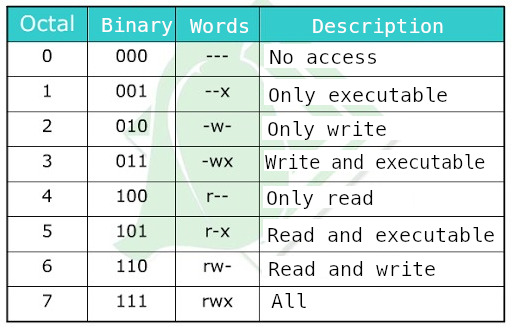 Octal Binary Words Description
0 000 --- No access
1 001 --x Only executable
2 010 -w- Only write
3 011 -wx Write and executable
4 100 r-- Only read
5 101 r-x Read and executable
6 110 rw- Read and write
7 111 rwx All